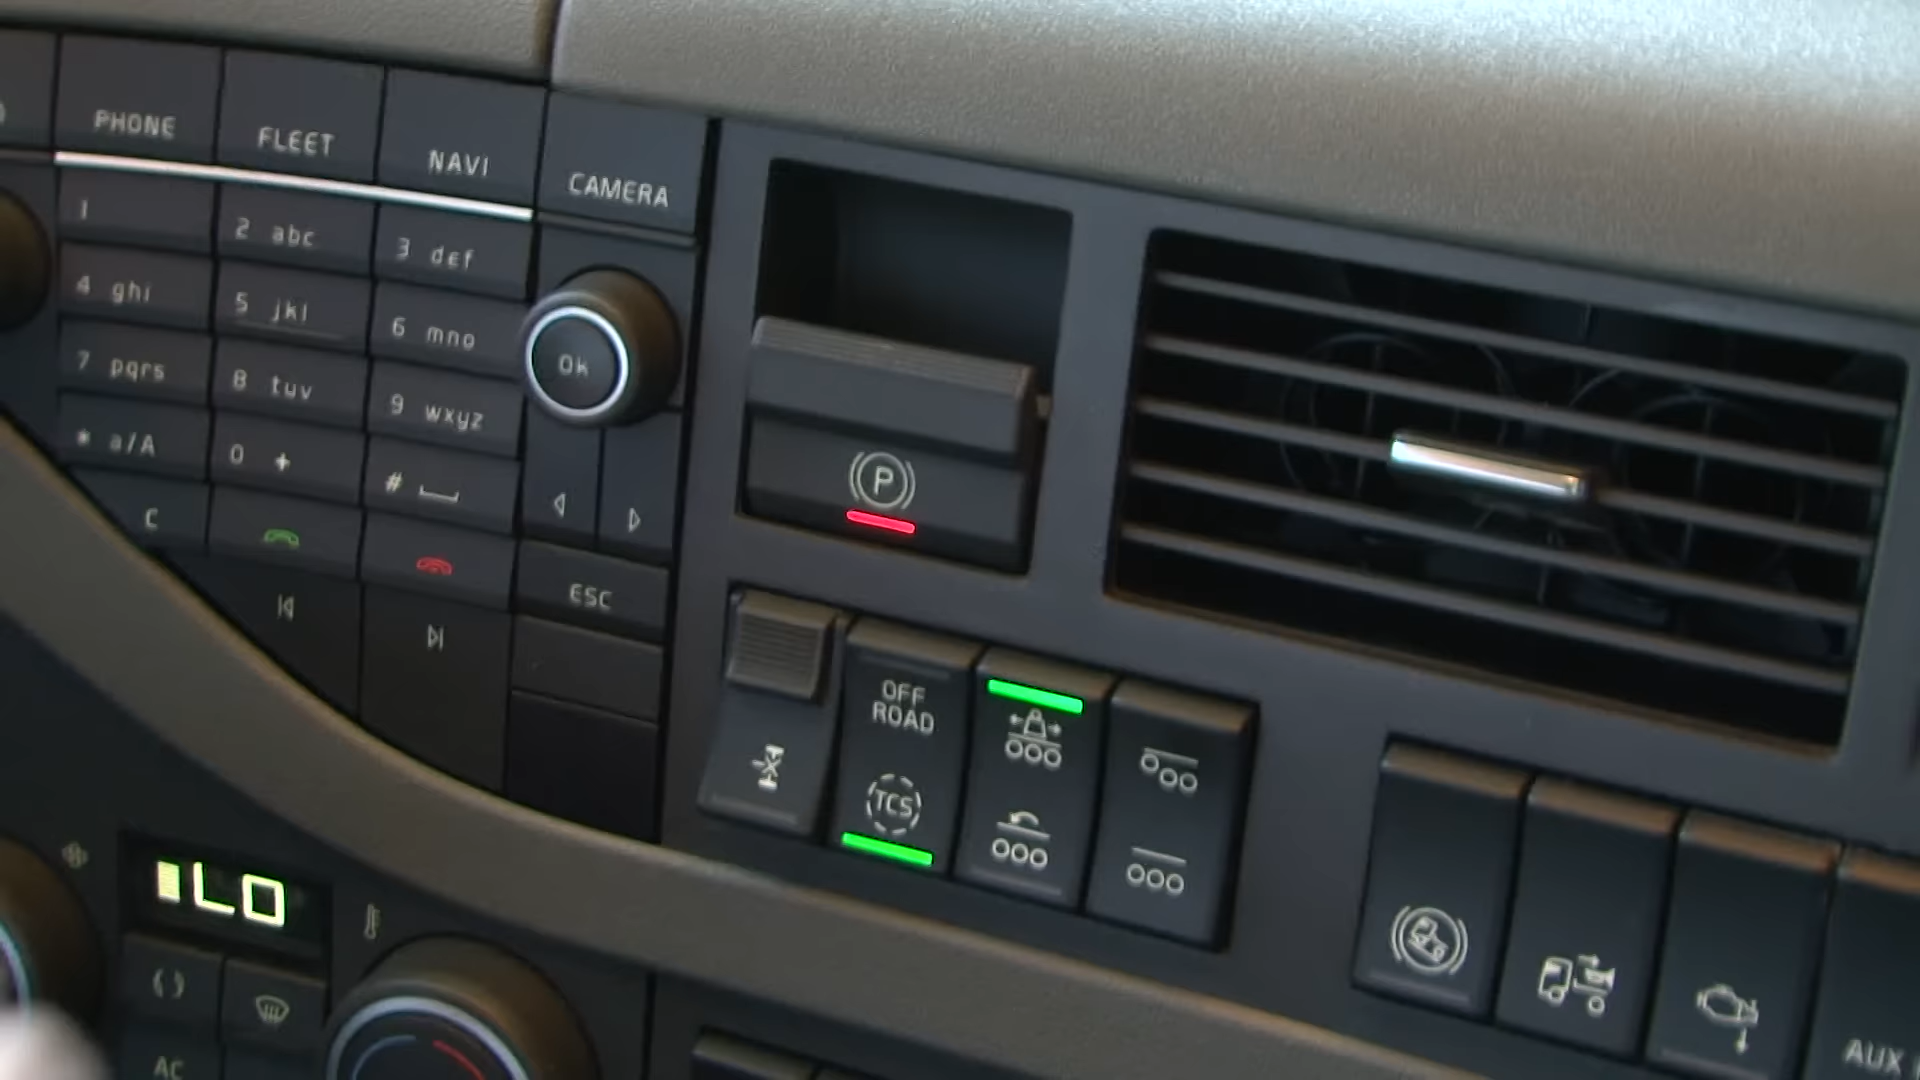 PHONE
FLEET
NAVI
CAMERA
1
2 abc
3 def
4 ghi
5 jkl
6 mno
Ok
7 pqrs
8 tuv
9 wxyz
* a/A
0 +
#
P
C
ESC
OFF
ROAD
TCS
LO
AC
AUX